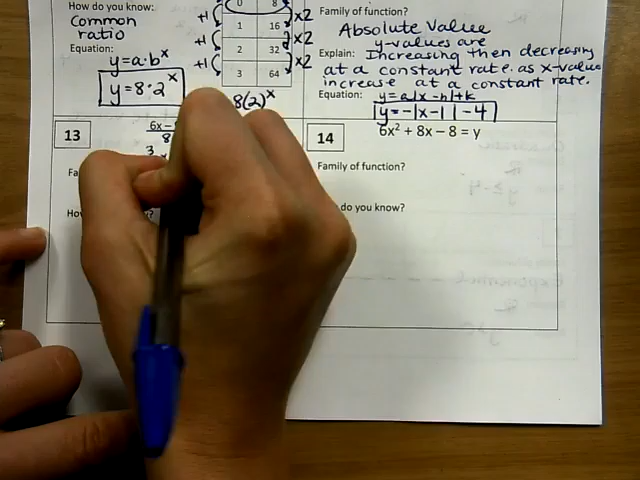 How do you know:
Common
ratio
Equation:
y=a·b^x
y=8·2^x
+1
+1
+1
0 8
1 16
2 32
3 64
x2
x2
x2
8(2)^x
Family of function?
Absolute Value
y-values are
Explain: Increasing then decreasing
at a constant rate as x-values
increase at a constant rate.
Equation: y=a|x-h|+k
y=-|x-1|-4
13
6x-
8
3
Fa
Ho
14
6x² + 8x – 8 = y
Family of function?
do you know?